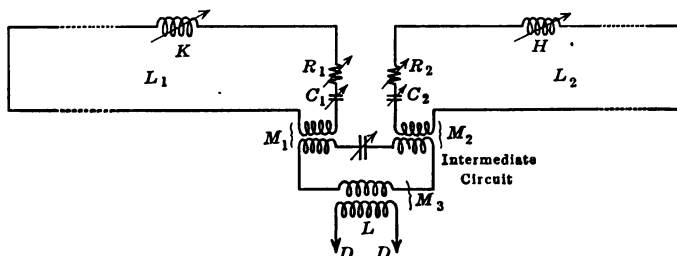 K
H
L1
R1
C1
R2
C2
L2
M1
M2
Intermediate
Circuit
M3
L
D D